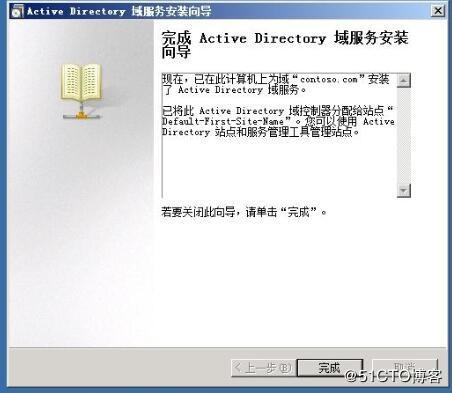 Active Directory 域服务安装向导
完成 Active Directory 域服务安装
向导
现在，已在此计算机上为域“contoso.com”安装
了 Active Directory 域服务。
已将此 Active Directory 域控制器分配给站点“
Default-First-Site-Name”。您可以使用 Active
Directory 站点和服务管理工具管理站点。
若要关闭此向导，请单击“完成”。
< 上一步(B)
完成
取消
@51CTO博客